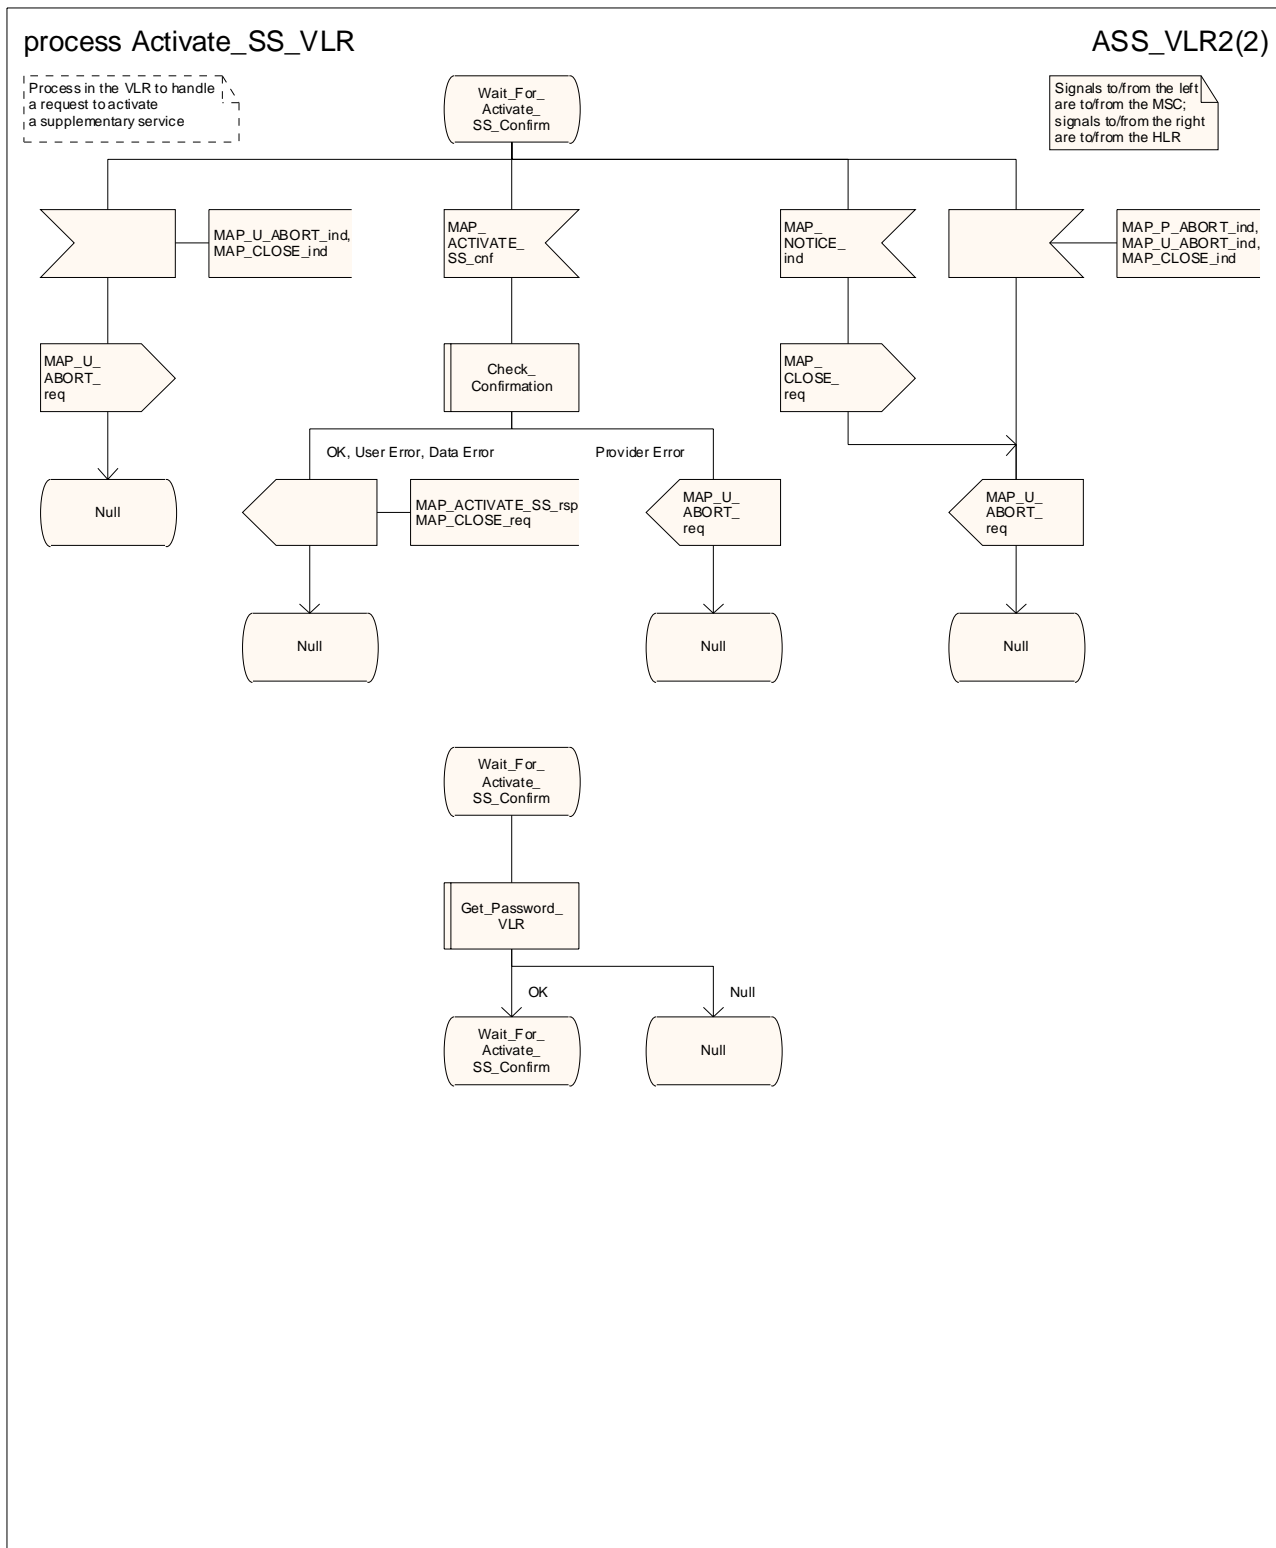 process Activate_SS_VLR
ASS_VLR2(2)
Process in the VLR to handle
a request to activate
a supplementary service
Wait_For_
Activate_
SS_Confirm
Signals to/from the left
are to/from the MSC;
signals to/from the right
are to/from the HLR
MAP_U_ABORT_ind,
MAP_CLOSE_ind
MAP_
ACTIVATE_
SS_cnf
MAP_
NOTICE_
ind
MAP_P_ABORT_ind,
MAP_U_ABORT_ind,
MAP_CLOSE_ind
MAP_U_
ABORT_
req
Check_
Confirmation
MAP_
CLOSE_
req
OK, User Error, Data Error
Provider Error
Null
MAP_ACTIVATE_SS_rsp
MAP_CLOSE_req
MAP_U_
ABORT_
req
MAP_U_
ABORT_
req
Null
Null
Null
Wait_For_
Activate_
SS_Confirm
Get_Password_
VLR
OK
Null
Wait_For_
Activate_
SS_Confirm
Null